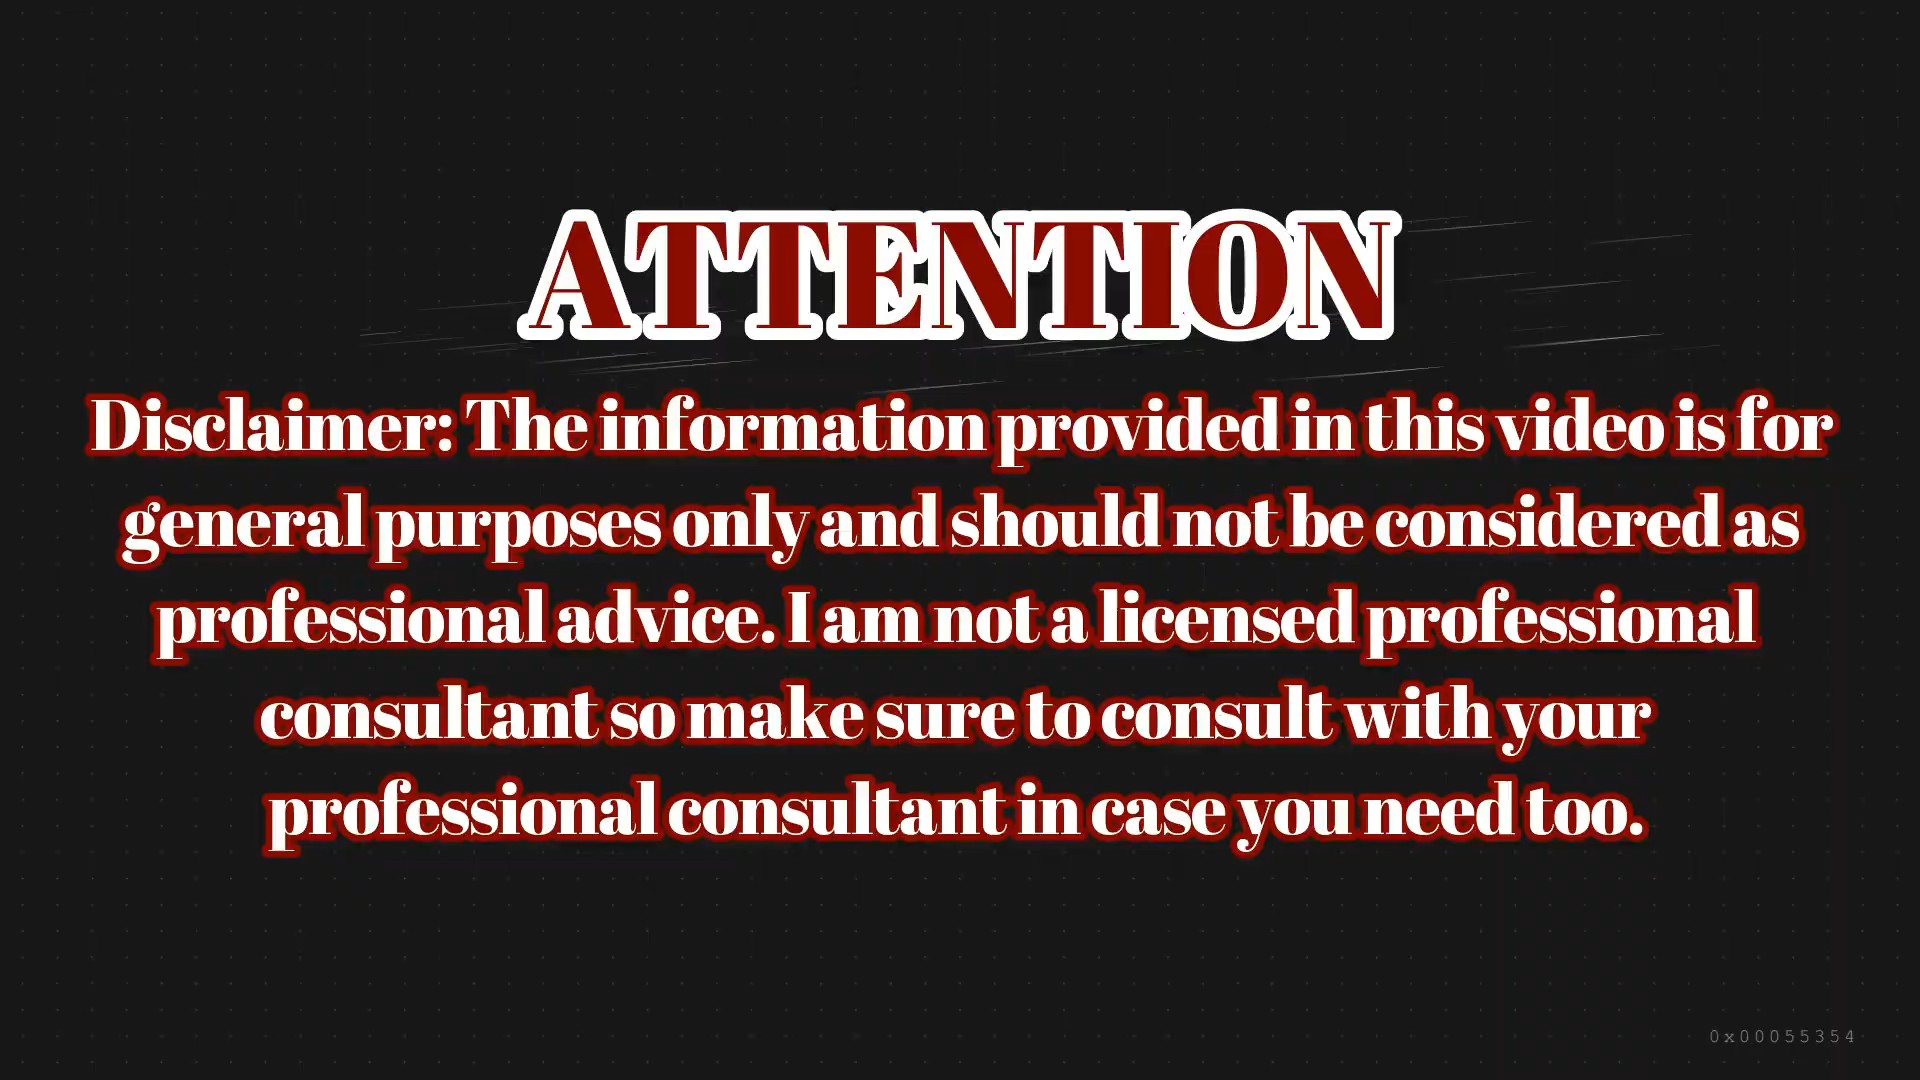 ATTENTION
Disclaimer: The information provided in this video is for
general purposes only and should not be considered as
professional advice. I am not a licensed professional
consultant so make sure to consult with your
professional consultant in case you need too.
0x00055354